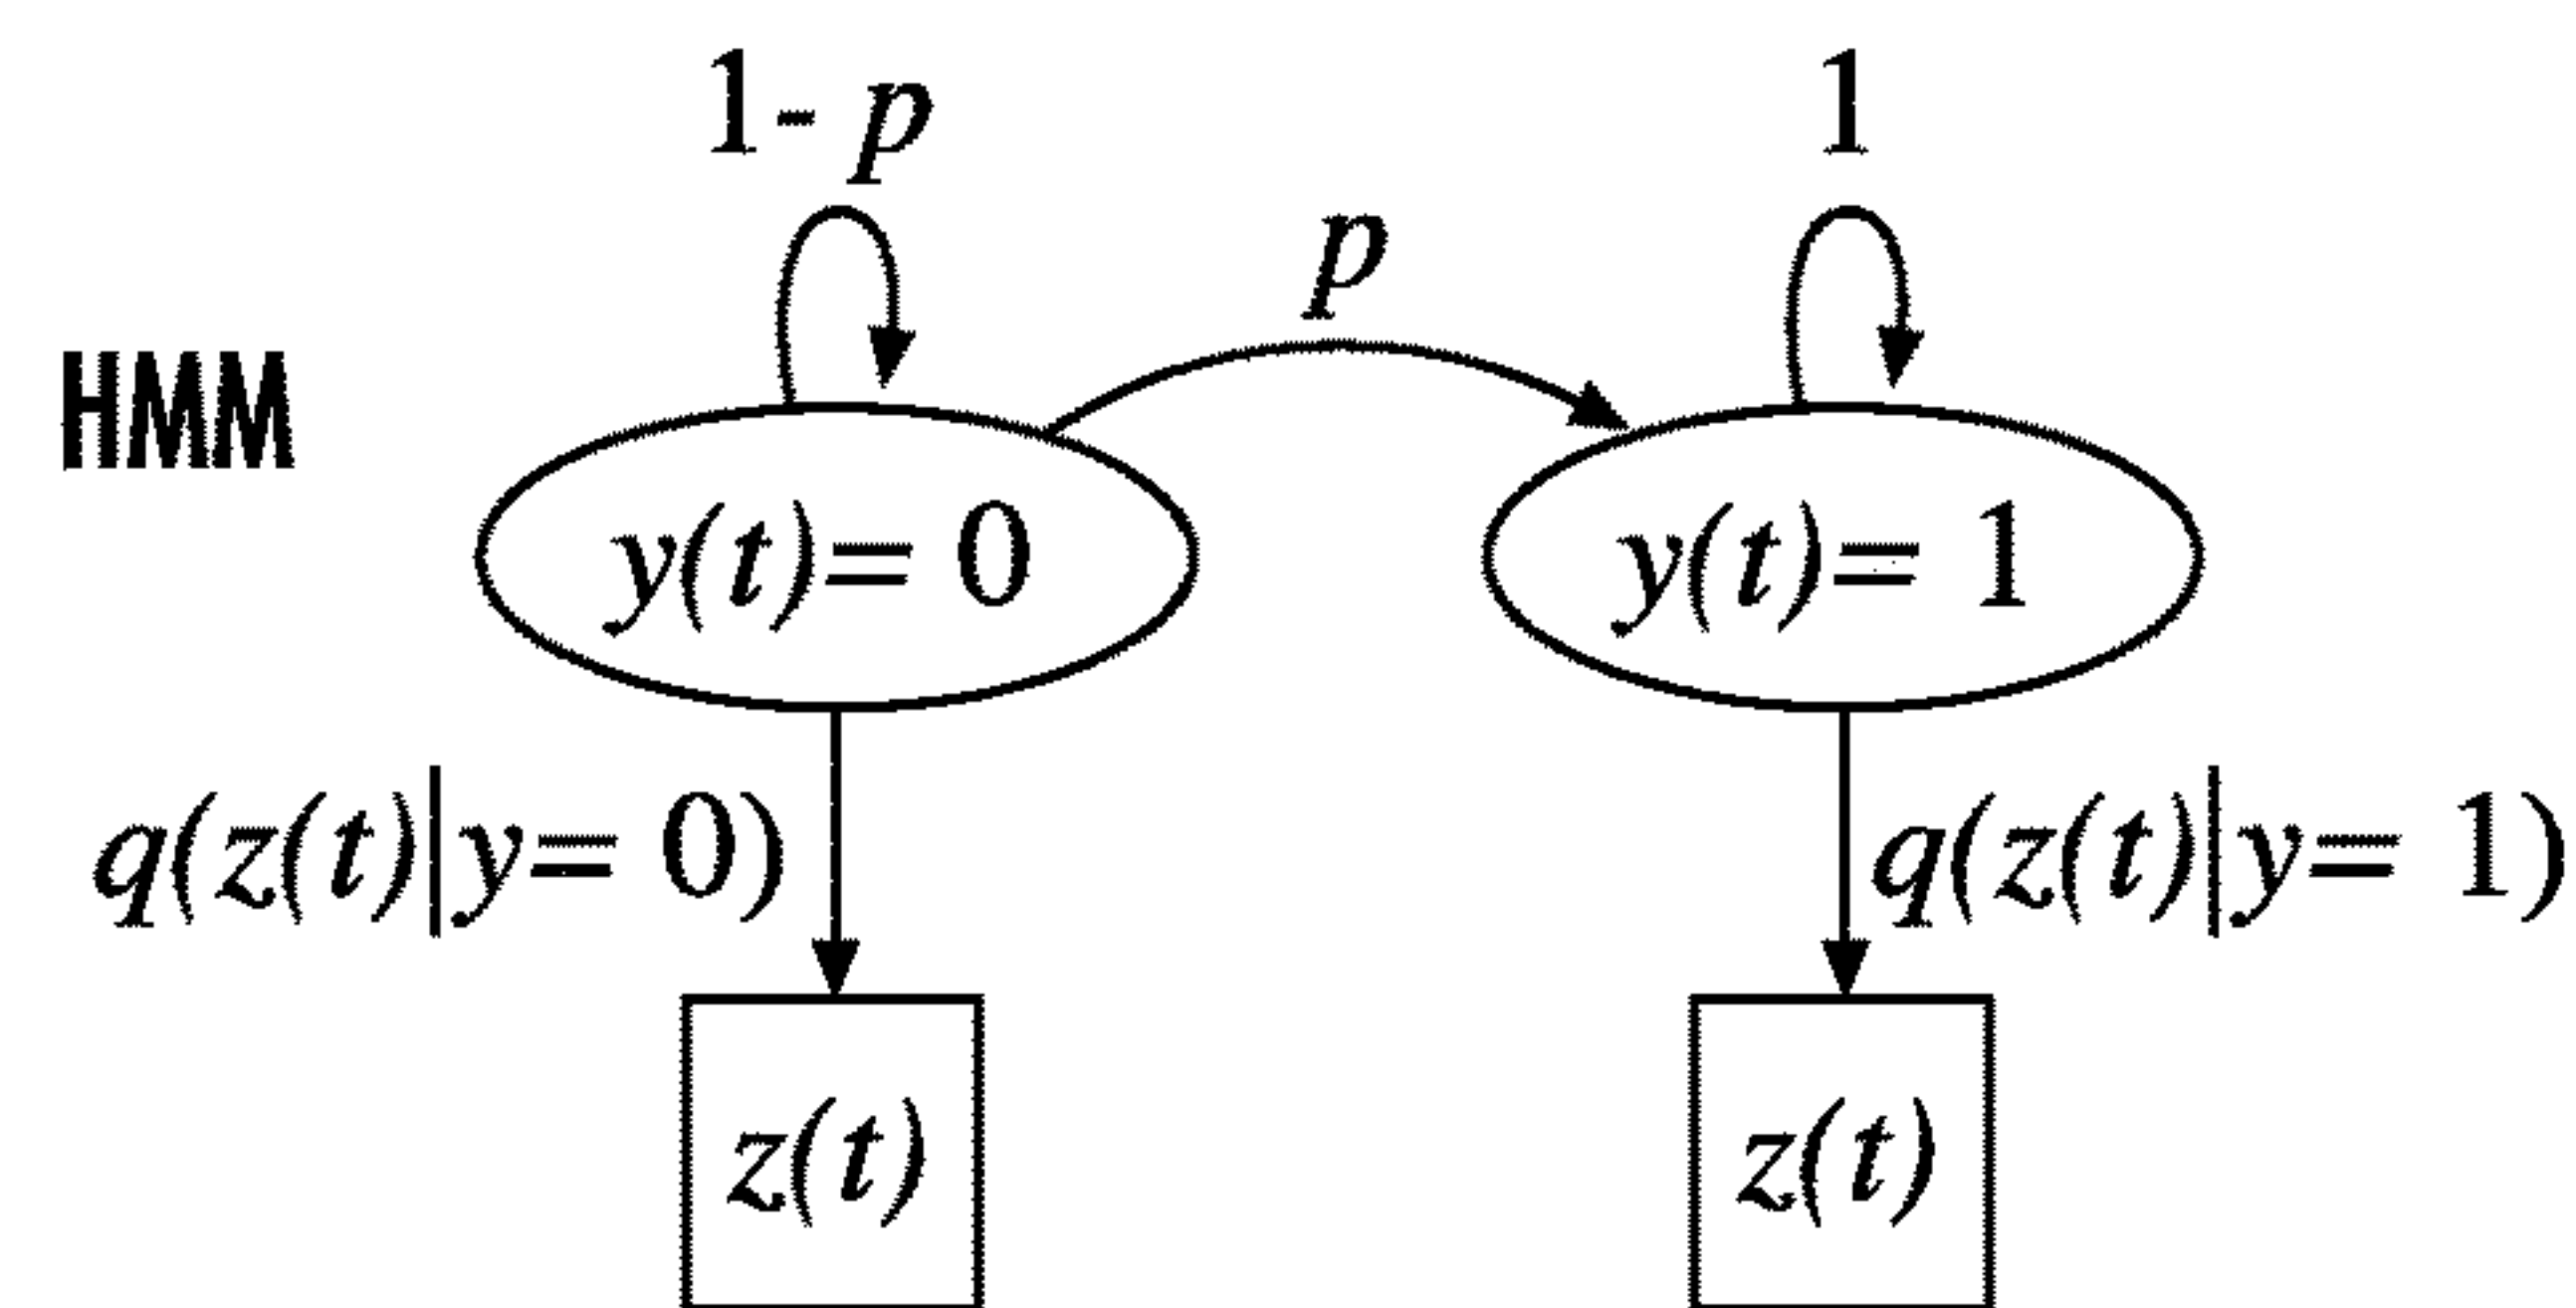 1- p
1
p
HMM
y(t)= 0
y(t)= 1
q(z(t)|y= 0)
q(z(t)|y= 1)
z(t)
z(t)